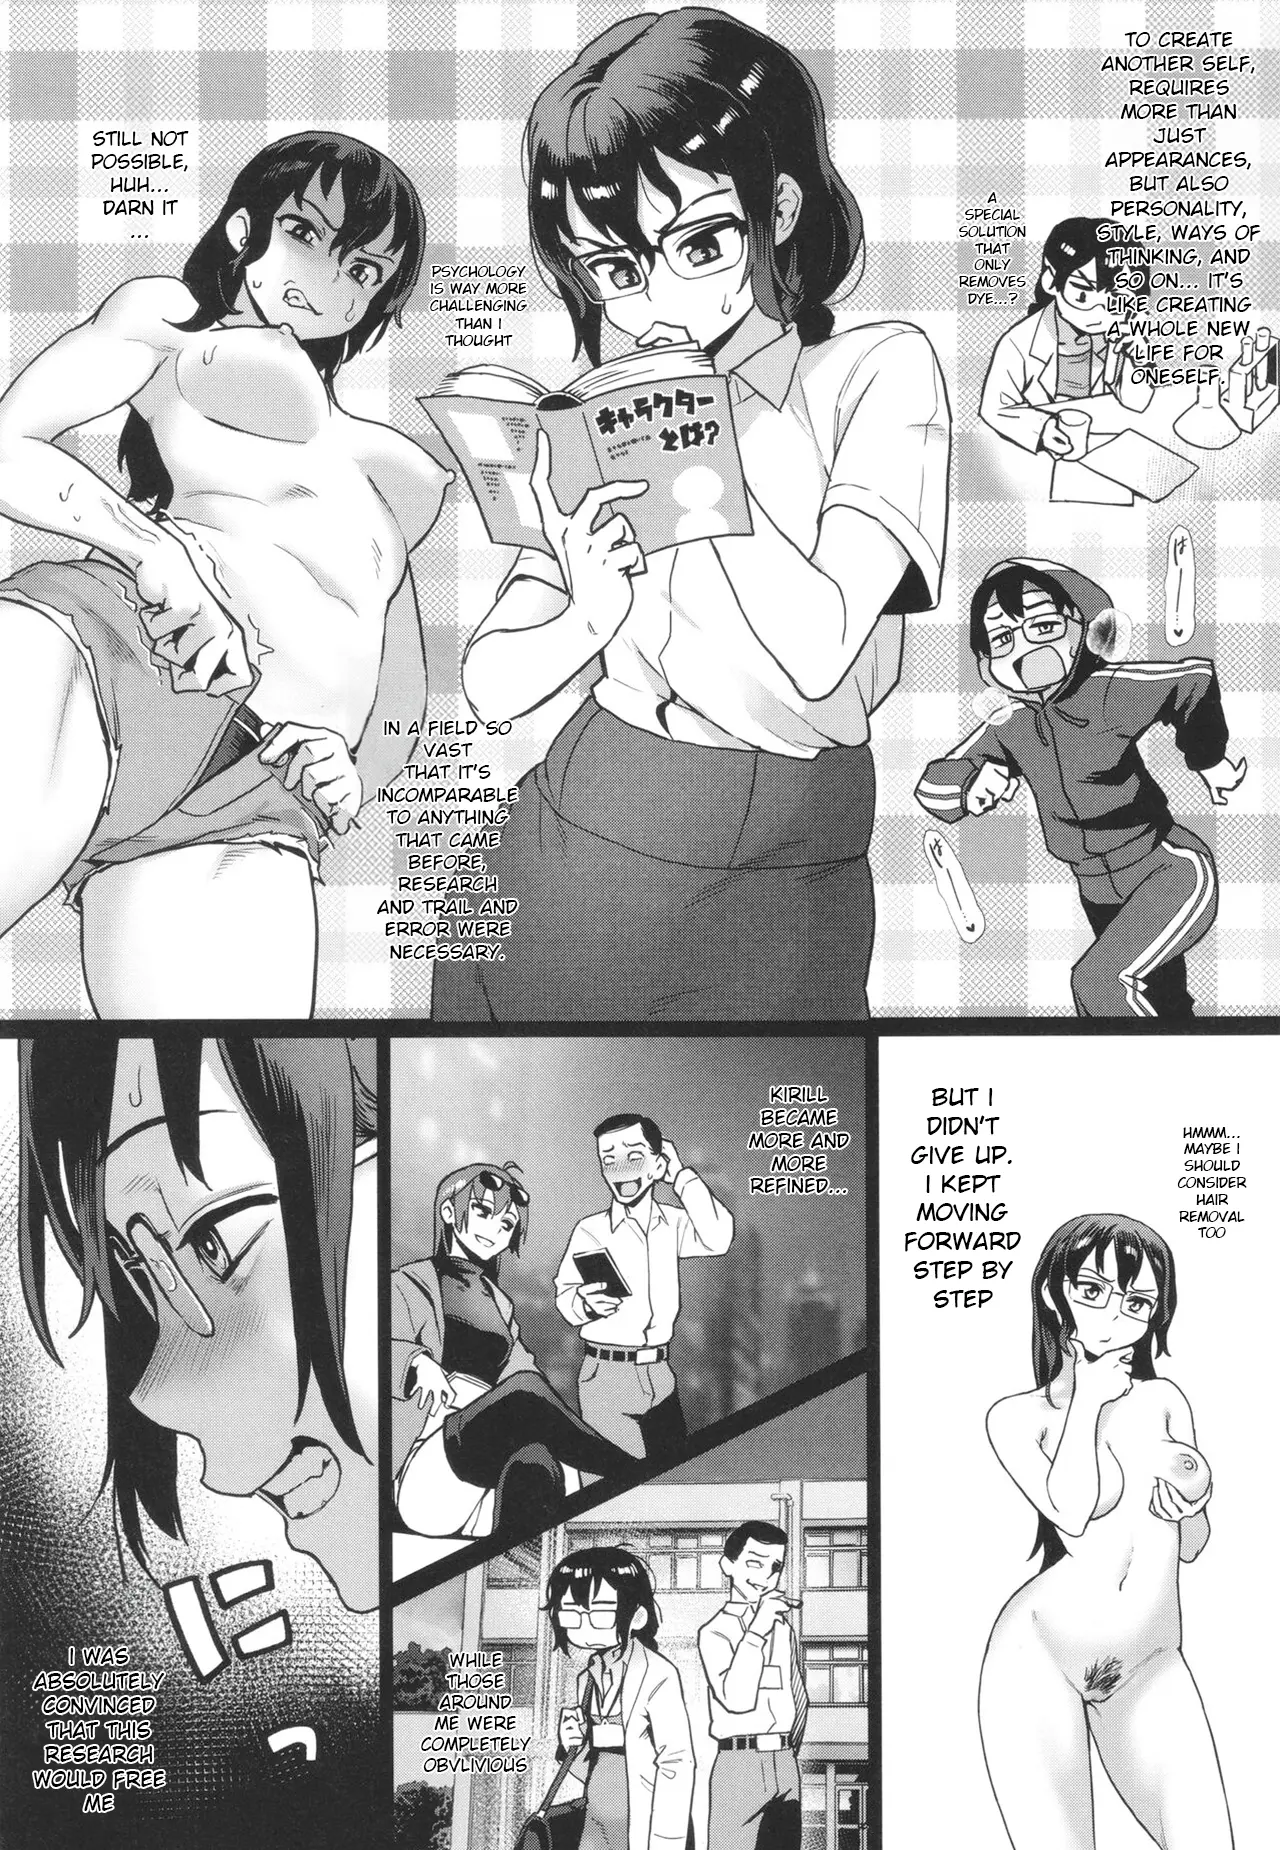 TO CREATE
ANOTHER SELF,
REQUIRES
MORE THAN
JUST
APPEARANCES,
BUT ALSO
PERSONALITY,
STYLE, WAYS OF
THINKING, AND
SO ON... IT'S
LIKE CREATING
A WHOLE NEW
LIFE FOR
ONESELF.
A
SPECIAL
SOLUTION
THAT
ONLY
REMOVES
DYE...?
は
は
PSYCHOLOGY
IS WAY MORE
CHALLENGING
THAN I
THOUGHT
キャラクター
とは?
STILL NOT
POSSIBLE,
HUH...
DARN IT
...
IN A FIELD SO
VAST
THAT IT'S
INCOMPARABLE
TO ANYTHING
THAT CAME
BEFORE,
RESEARCH
AND TRAIL AND
ERROR WERE
NECESSARY.
HMMM...
MAYBE I
SHOULD
CONSIDER
HAIR
REMOVAL
TOO
BUT I
DIDN'T
GIVE UP.
I KEPT
MOVING
FORWARD
STEP BY
STEP
KIRILL
BECAME
MORE AND
MORE
REFINED...
WHILE
THOSE
AROUND
ME WERE
COMPLETELY
OBVLIVIOUS
ニ
I WAS
ABSOLUTELY
CONVINCED
THAT THIS
RESEARCH
WOULD FREE
ME